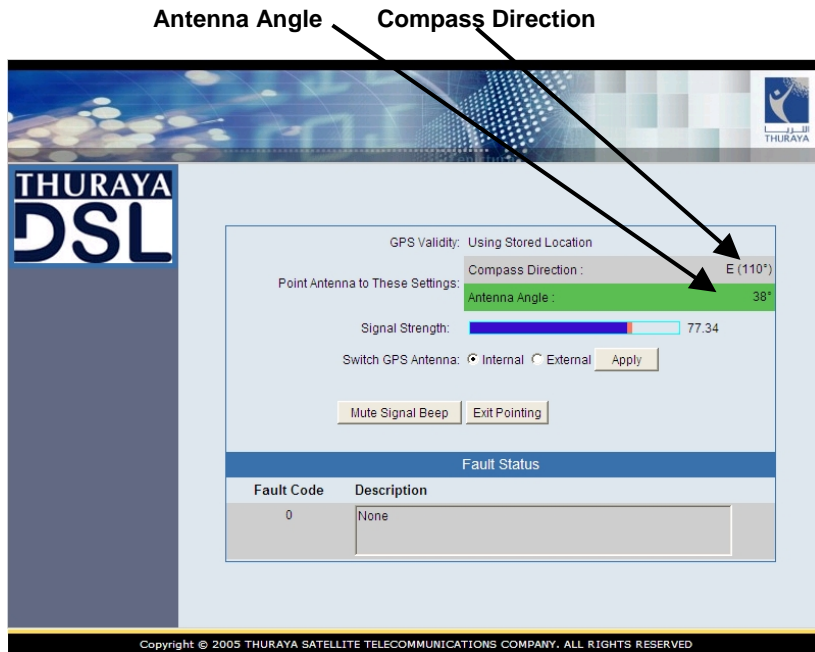 Antenna Angle Compass Direction
الثريا
THURAYA
THURAYA
DSL
GPS Validity: Using Stored Location
Point Antenna to These Settings:
Compass Direction : E (110°)
Antenna Angle : 38°
Signal Strength: 77.34
Switch GPS Antenna: Internal External Apply
Mute Signal Beep Exit Pointing
Fault Status
Fault Code Description
0 None
Copyright © 2005 THURAYA SATELLITE TELECOMMUNICATIONS COMPANY. ALL RIGHTS RESERVED